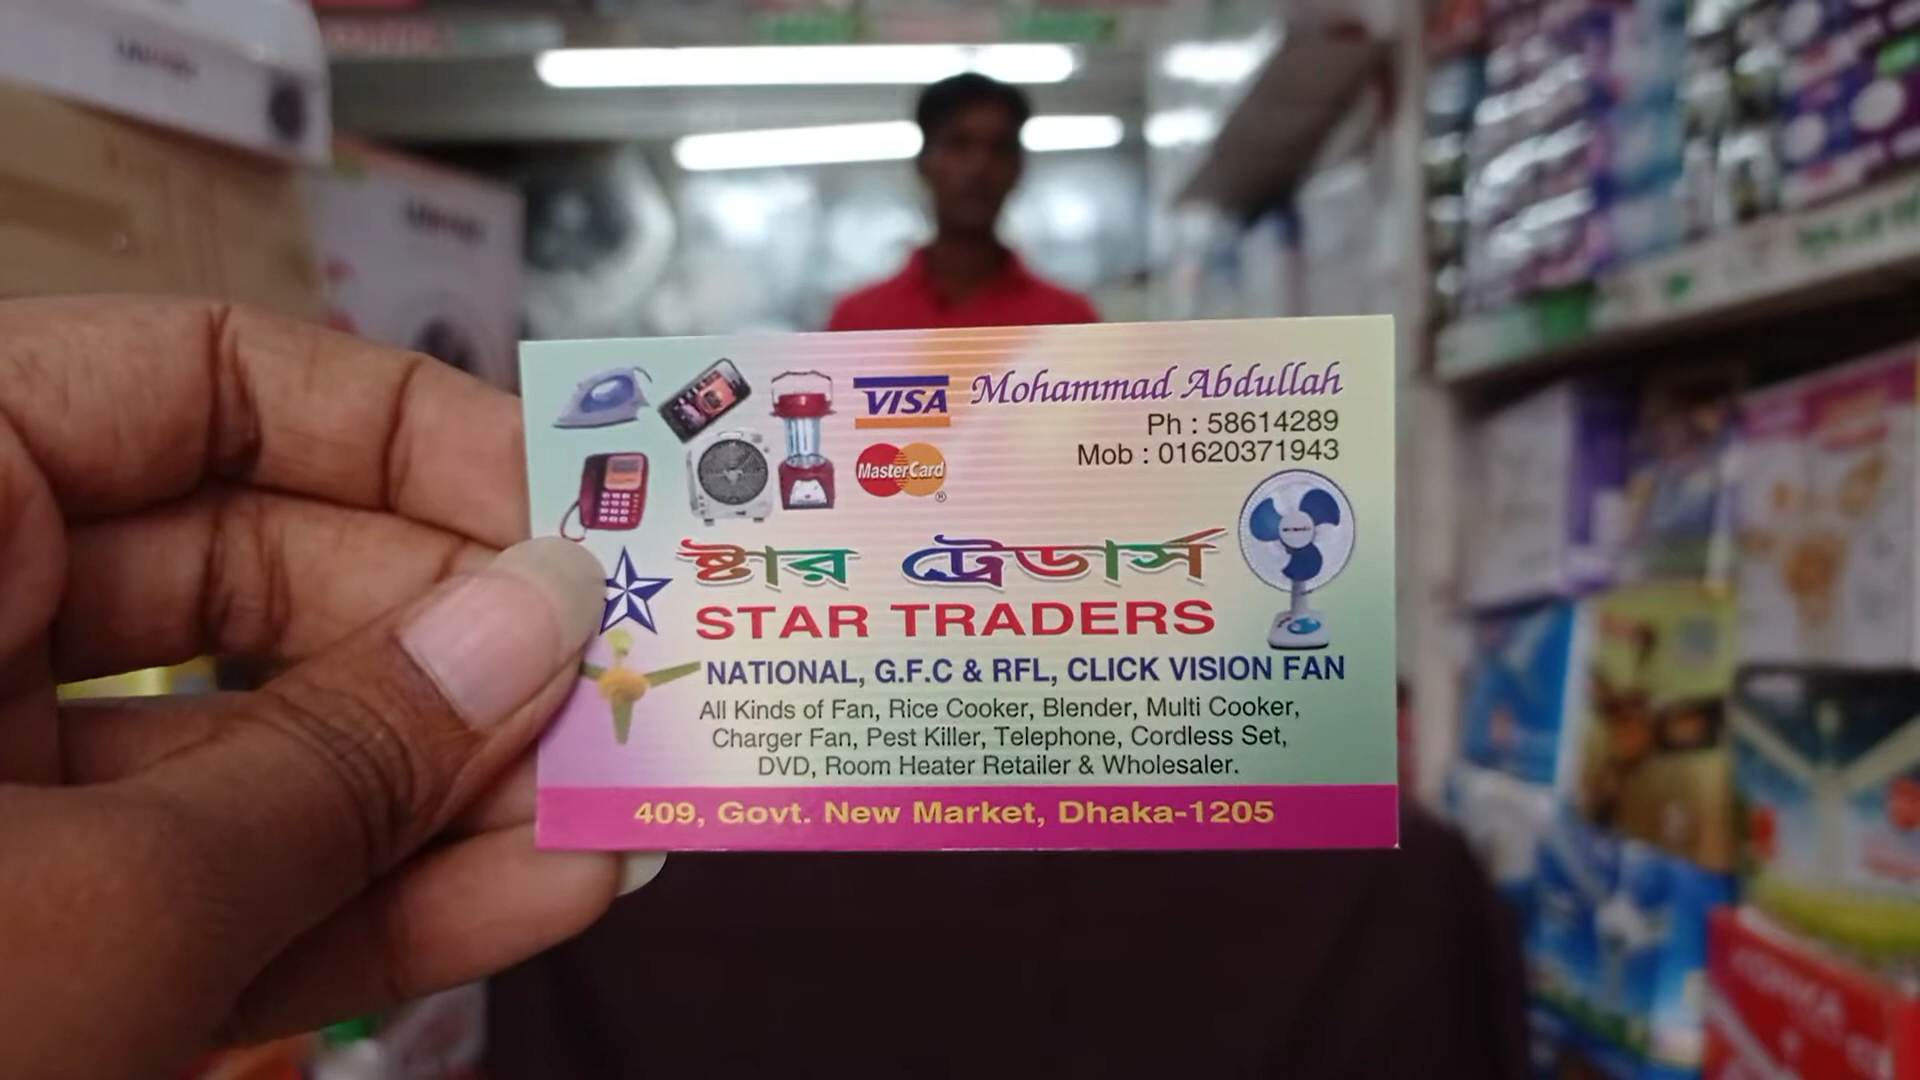 VISA
MasterCard
Mohammad Abdullah
Ph : 58614289
Mob : 01620371943
ষ্টার ট্রেডার্স
STAR TRADERS
NATIONAL, G.F.C & RFL, CLICK VISION FAN
All Kinds of Fan, Rice Cooker, Blender, Multi Cooker,
Charger Fan, Pest Killer, Telephone, Cordless Set,
DVD, Room Heater Retailer & Wholesaler.
409, Govt. New Market, Dhaka-1205